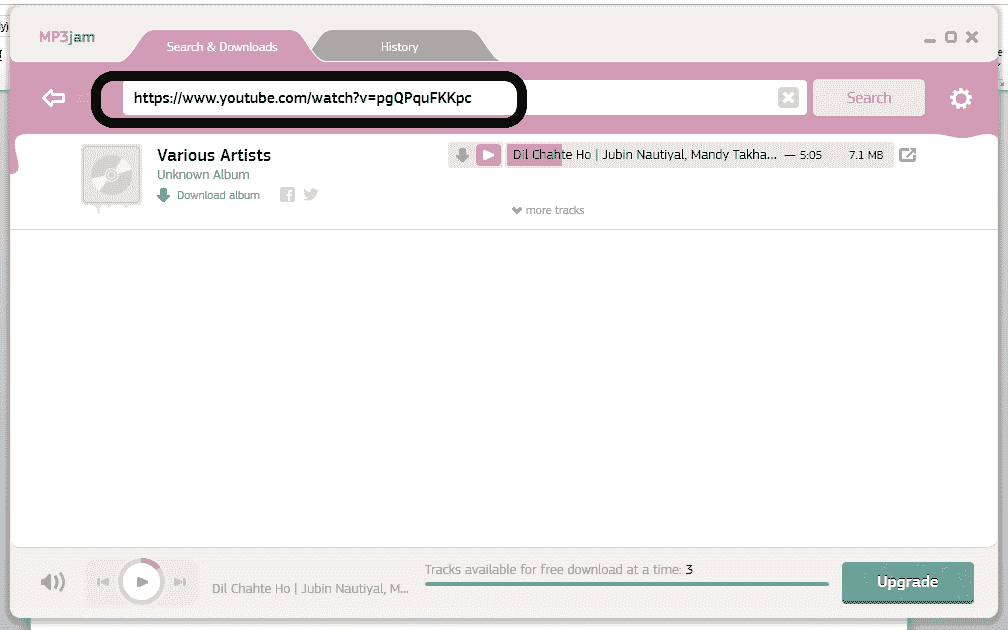 MP3jam
Search & Downloads
History
https://www.youtube.com/watch?v=pgQPquFKKpc
Search
Various Artists
Unknown Album
Download album
Dil Chahte Ho | Jubin Nautiyal, Mandy Takha... — 5:05 7.1 MB
more tracks
Dil Chahte Ho | Jubin Nautiyal, M...
Tracks available for free download at a time: 3
Upgrade